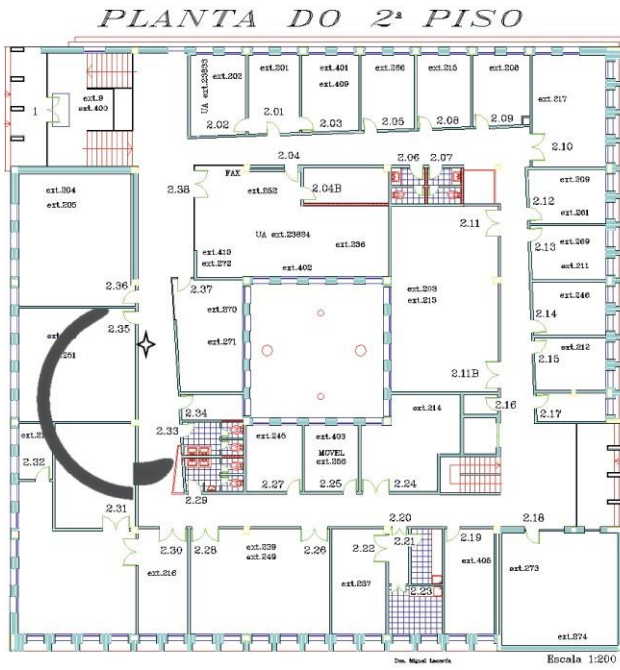 PLANTA DO 2ª PISO
1
ext.9
ext.400
UA ext.23833
ext.202
ext.201
ext.401
ext.409
ext.266
ext.215
ext.208
ext.217
2.02
2.01
2.03
2.05
2.08
2.09
2.10
2.04
2.06
2.07
FAX
ext.252
2.04B
2.38
ext.204
ext.205
2.12
ext.209
ext.261
2.11
UA ext.23834
ext.236
ext.410
ext.272
ext.402
2.13
ext.269
ext.211
2.36
2.37
ext.203
ext.213
ext.246
2.35
ext.270
ext.271
2.14
ext.212
2.15
2.11B
2.34
2.16
2.17
ext.214
2.33
ext.245
ext.403
MOVEL
ext.256
2.32
2.29
2.27
2.25
2.24
2.31
2.30
2.28
2.26
2.20
2.22
2.21
2.19
2.18
ext.239
ext.249
ext.216
ext.237
2.23
ext.405
ext.273
ext.274
Des. Miguel Lacerda
Escala 1:200